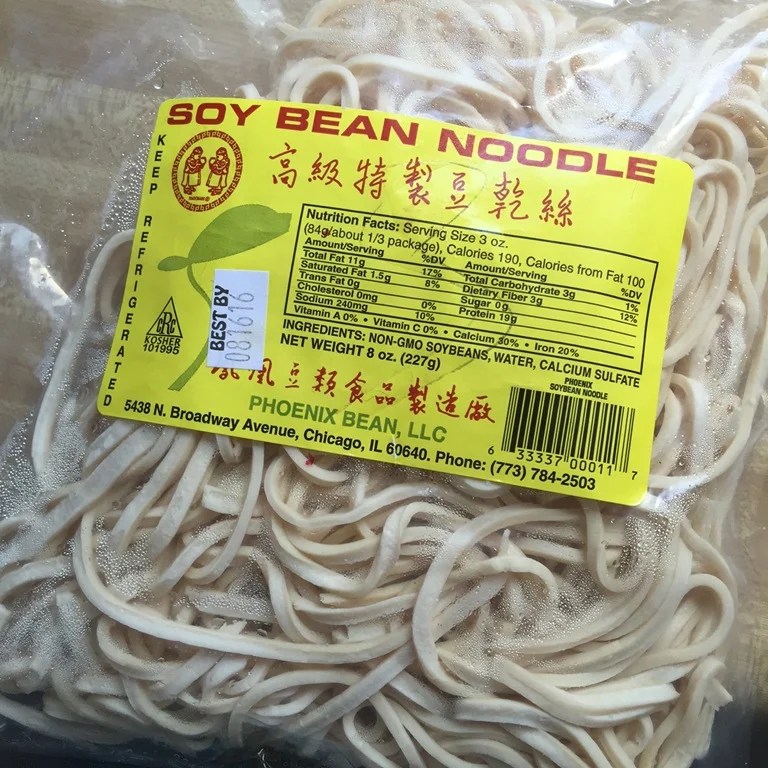 SOY BEAN NOODLE
高級特製豆乾絲
KEEP REFRIGERATED
Nutrition Facts: Serving Size 3 oz.
(84g/about 1/3 package), Calories 190, Calories from Fat 100
Amount/Serving %DV Amount/Serving %DV
Total Fat 11g 17% Total Carbohydrate 3g 1%
Saturated Fat 1.5g 8% Dietary Fiber 3g 12%
Trans Fat 0g Sugar 0g
Cholesterol 0mg 0% Protein 19g
Sodium 240mg 10%
Vitamin A 0% • Vitamin C 0% • Calcium 30% • Iron 20%
INGREDIENTS: NON-GMO SOYBEANS, WATER, CALCIUM SULFATE
NET WEIGHT 8 oz. (227g)
BEST BY
081616
cRc
KOSHER
101995
PHOENIX
SOYBEAN NOODLE
6 33337 00011 7
凰豆類食品製造廠
PHOENIX BEAN, LLC
5438 N. Broadway Avenue, Chicago, IL 60640. Phone: (773) 784-2503